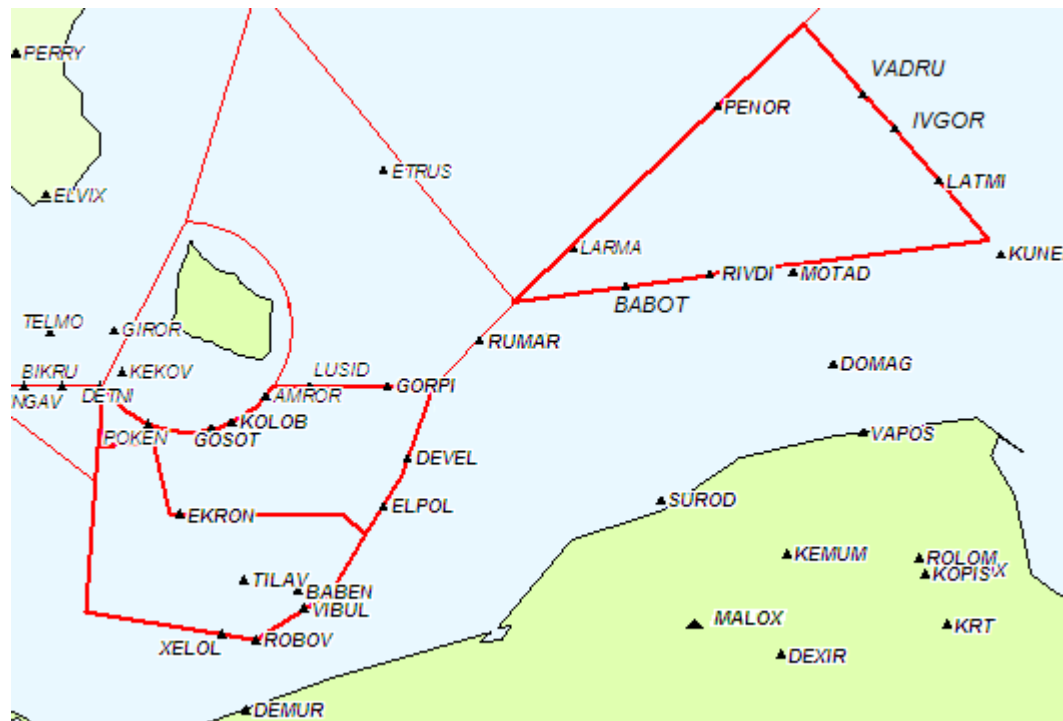 PERRY
VADRU
PENOR
IVGOR
ETRUS
LATMI
ELVIX
LARMA
KUNE
RIVDI
MOTAD
BABOT
TELMO
GIROR
RUMAR
DOMAG
BIKRU
KEKOV
LUSID
GORPI
NGAV
DETNI
AMROR
KOLOB
POKEN
GOSOT
VAPOS
DEVEL
SUROD
ELPOL
EKRON
KEMUM
ROLOM
KOPIS
X
TILAV
BABEN
VIBUL
MALOX
KRT
XELOL
ROBOV
DEXIR
DEMUR